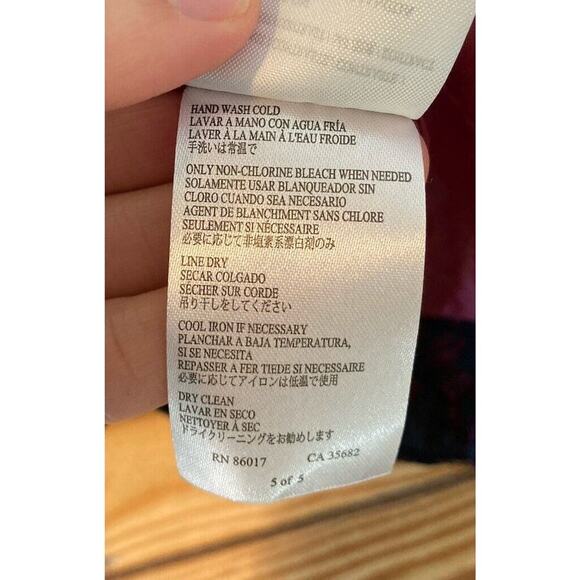 HAND WASH COLD
LAVAR A MANO CON AGUA FRÍA
LAVER À LA MAIN À L'EAU FROIDE
手洗いは常温で
ONLY NON-CHLORINE BLEACH WHEN NEEDED
SOLAMENTE USAR BLANQUEADOR SIN
CLORO CUANDO SEA NECESARIO
AGENT DE BLANCHIMENT SANS CHLORE
SEULEMENT SI NÉCESSAIRE
必要に応じて非塩素系漂白剤のみ
LINE DRY
SECAR COLGADO
SÉCHER SUR CORDE
吊り干しをしてください
COOL IRON IF NECESSARY
PLANCHAR A BAJA TEMPERATURA,
SI SE NECESITA
REPASSER A FER TIEDE SI NECESSAIRE
必要に応じてアイロンは低温で使用
DRY CLEAN
LAVAR EN SECO
NETTOYER À SEC
ドライクリーニングをお勧めします
RN 86017 CA 35682
5 of 5